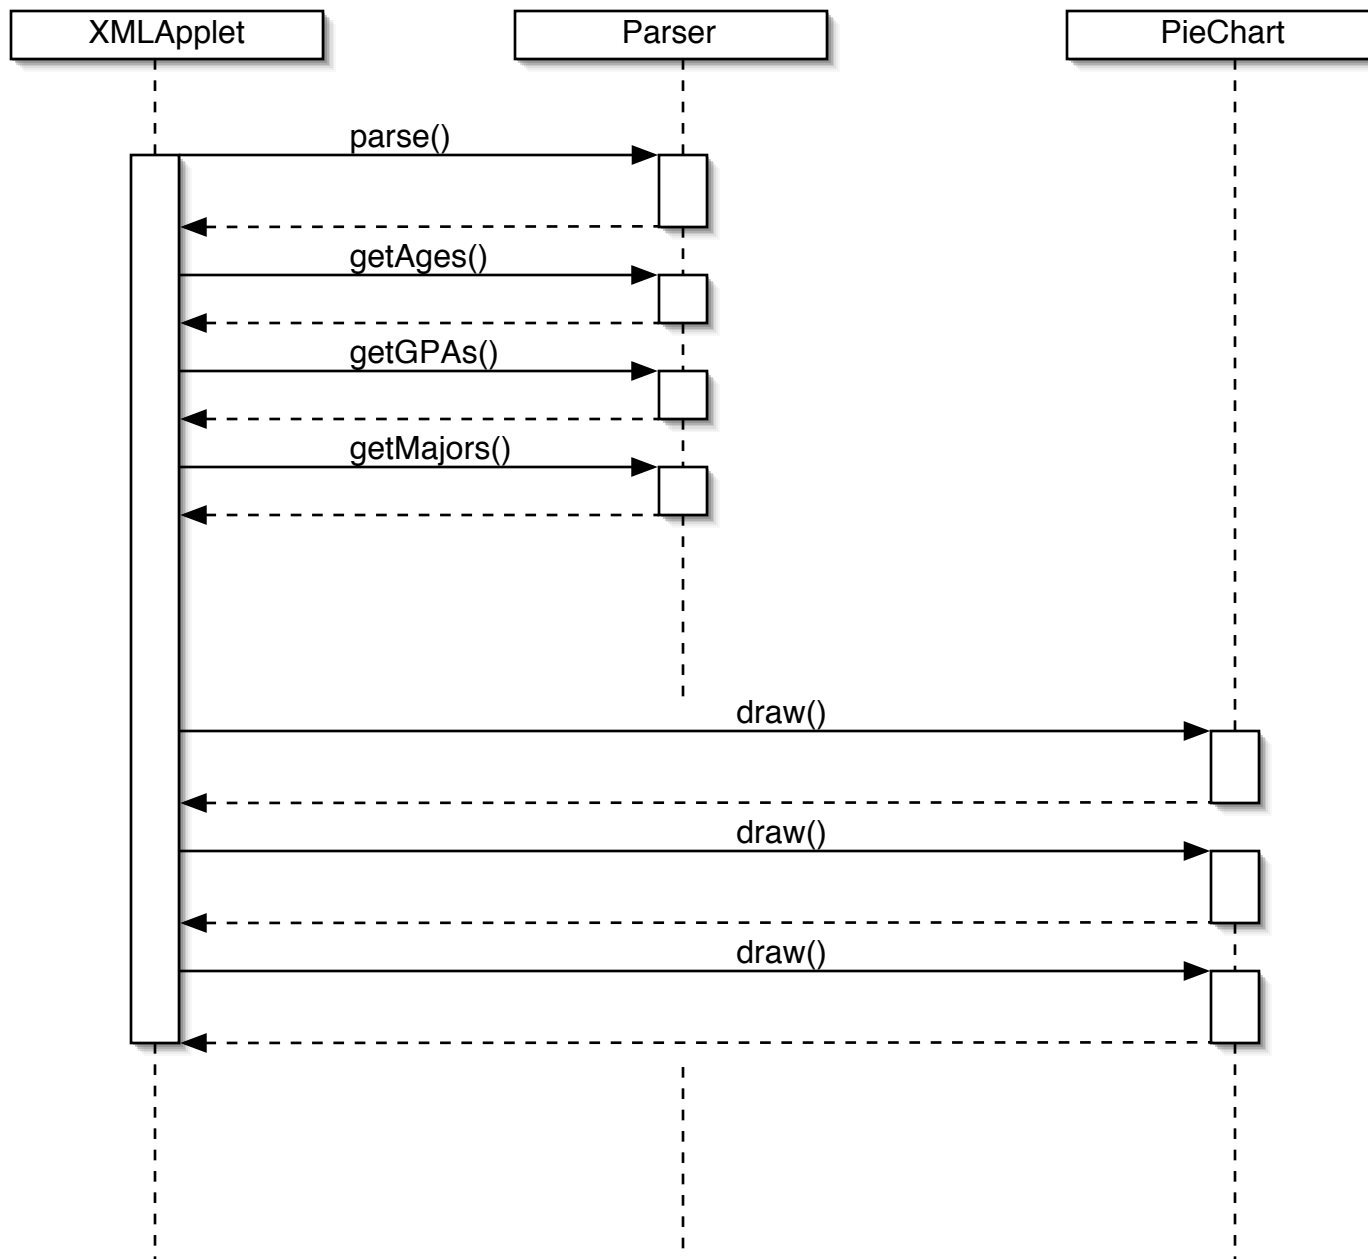 XMLApplet
Parser
PieChart
parse()
getAges()
getGPAs()
getMajors()
draw()
draw()
draw()